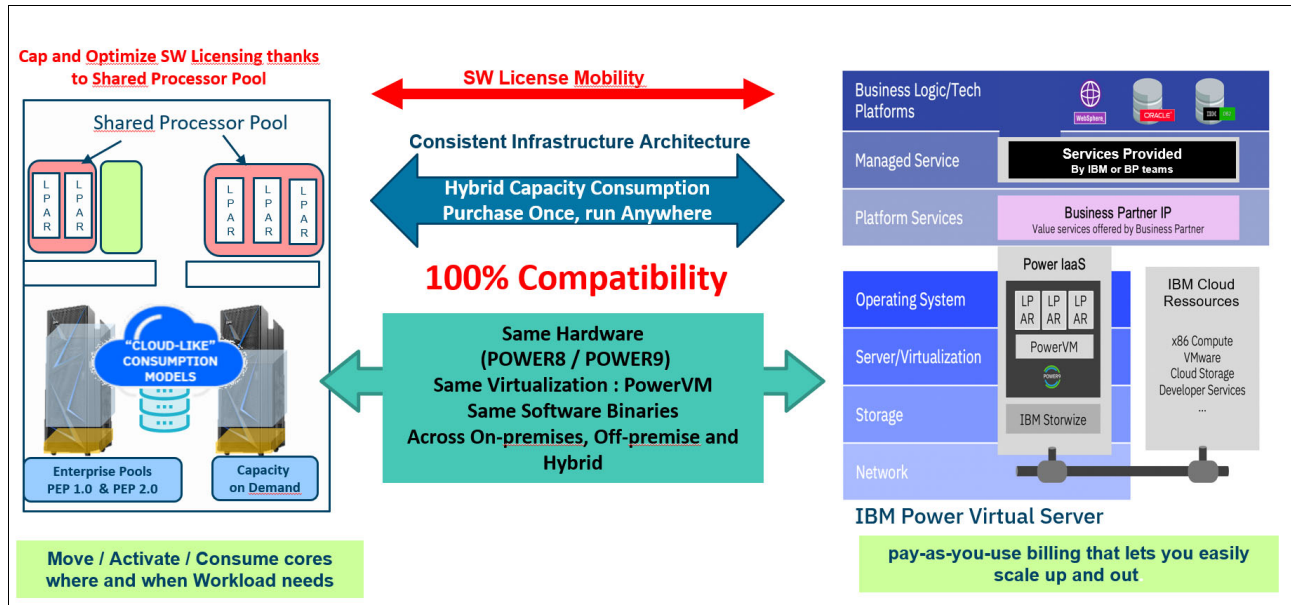 Cap and Optimize SW Licensing thanks
to Shared Processor Pool
Shared Processor Pool
L
P
A
R
L
P
A
R
L
P
A
R
L
P
A
R
L
P
A
R
"CLOUD-LIKE"
CONSUMPTION
MODELS
Enterprise Pools
PEP 1.0 & PEP 2.0
Capacity
on Demand
Move / Activate / Consume cores
where and when Workload needs
SW License Mobility
Consistent Infrastructure Architecture
Hybrid Capacity Consumption
Purchase Once, run Anywhere
100% Compatibility
Same Hardware
(POWER8 / POWER9)
Same Virtualization : PowerVM
Same Software Binaries
Across On-premises, Off-premise and
Hybrid
Business Logic/Tech
Platforms
WebSphere.
ORACLE
IBM DB2
Managed Service
Services Provided
By IBM or BP teams
Platform Services
Business Partner IP
Value services offered by Business Partner
Power IaaS
Operating System
LP
AR
LP
AR
LP
AR
Server/Virtualization
PowerVM
POWER9
Storage
IBM Storwize
Network
IBM Cloud
Ressources
x86 Compute
VMware
Cloud Storage
Developer Services
...
IBM Power Virtual Server
pay-as-you-use billing that lets you easily
scale up and out